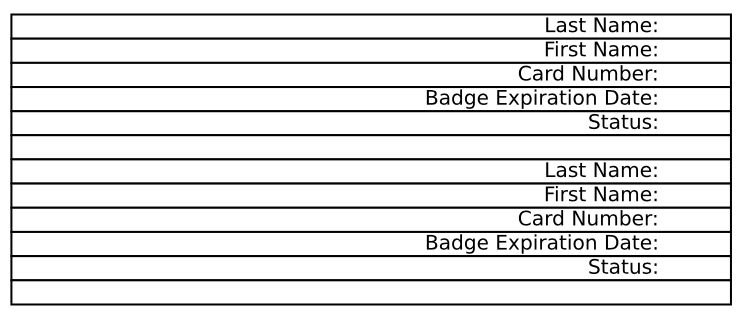 Last Name:
First Name:
Card Number:
Badge Expiration Date:
Status:
Last Name:
First Name:
Card Number:
Badge Expiration Date:
Status: